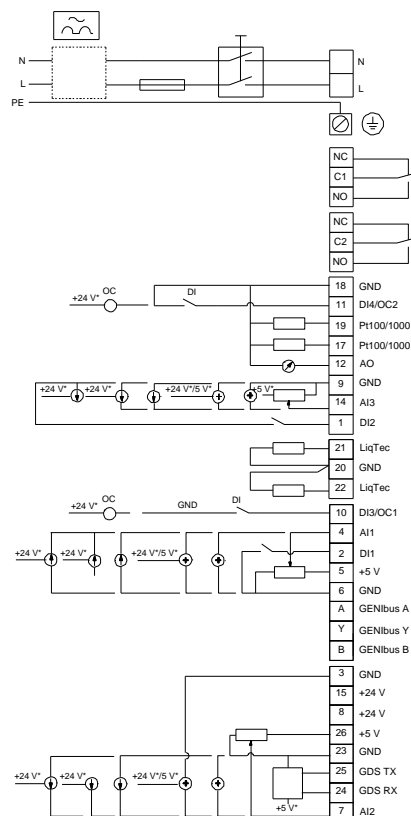 N N
L L
PE
NC
C1
NO
NC
C2
NO
18 GND
+24 V* OC DI 11 DI4/OC2
19 Pt100/1000
17 Pt100/1000
12 AO
9 GND
+24 V* +24 V* +24 V*/5 V* +5 V*
14 AI3
1 DI2
21 LiqTec
20 GND
22 LiqTec
+24 V* OC GND DI 10 DI3/OC1
4 AI1
+24 V* +24 V* +24 V*/5 V* 2 DI1
5 +5 V
6 GND
A GENIbus A
Y GENIbus Y
B GENIbus B
3 GND
15 +24 V
8 +24 V
26 +5 V
23 GND
25 GDS TX
+24 V* +24 V* +24 V*/5 V*
24 GDS RX
+5 V* 7 AI2